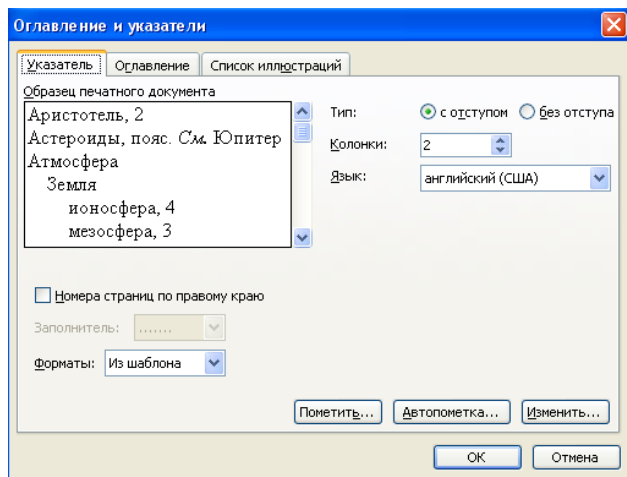 Оглавление и указатели
Указатель Оглавление Список иллюстраций
Образец печатного документа
Аристотель, 2
Астероиды, пояс. См. Юпитер
Атмосфера
Земля
ионосфера, 4
мезосфера, 3
Тип: с отступом без отступа
Колонки: 2
Язык: английский (США)
Номера страниц по правому краю
Заполнитель: .......
Форматы: Из шаблона
Пометить... Автопометка... Изменить...
ОК Отмена